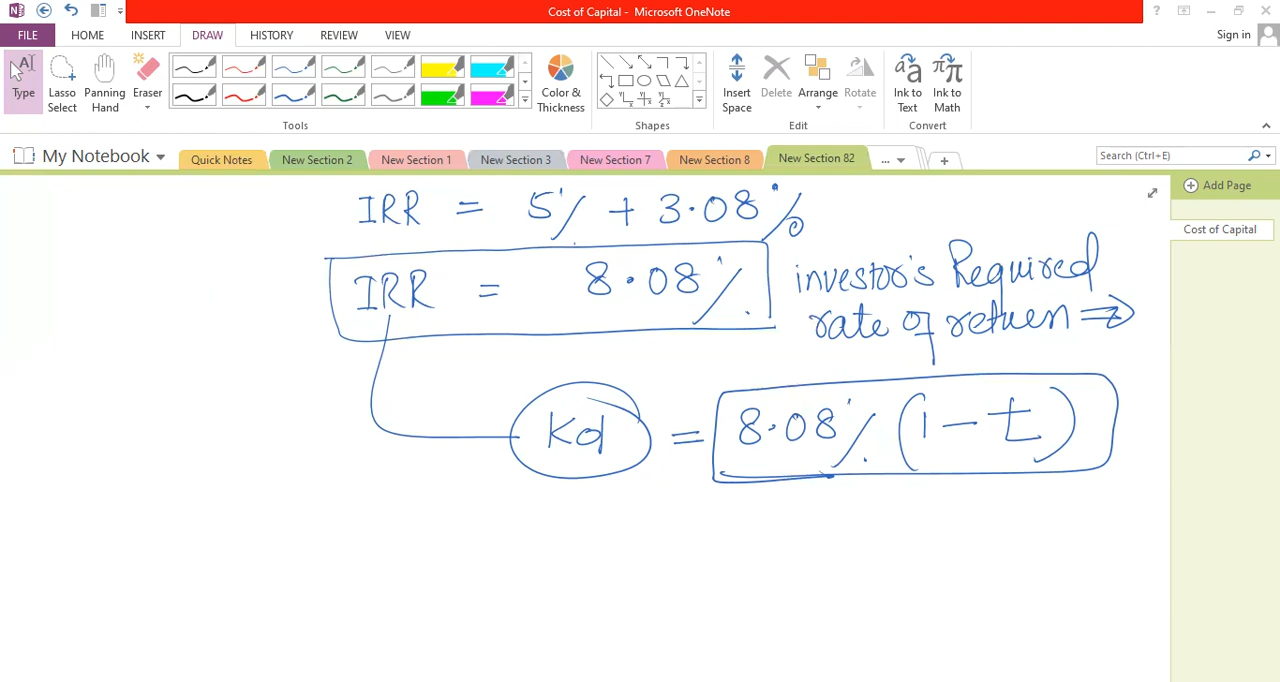 Cost of Capital - Microsoft OneNote
?
FILE HOME INSERT DRAW HISTORY REVIEW VIEW
Sign in
Type
Lasso Select
Panning Hand
Eraser
Color & Thickness
Insert Space
Delete
Arrange
Rotate
Ink to Text
Ink to Math
Tools Shapes Edit Convert
My Notebook Quick Notes New Section 2 New Section 1 New Section 3 New Section 7 New Section 8 New Section 82 ... +
Search (Ctrl+E)
Add Page
Cost of Capital
IRR = 5% + 3.08%
IRR = 8.08%
investor's Required
rate of return ⇒
Kd = 8.08% (1 - t)